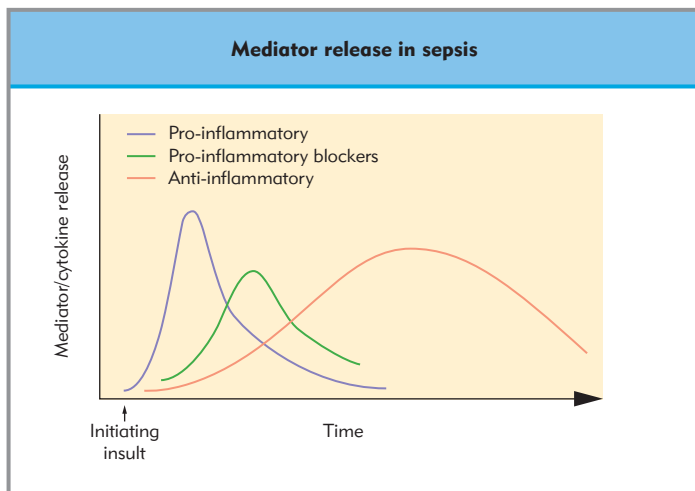 Mediator release in sepsis
Pro-inflammatory
Pro-inflammatory blockers
Anti-inflammatory
Mediator/cytokine release
Initiating
insult
Time